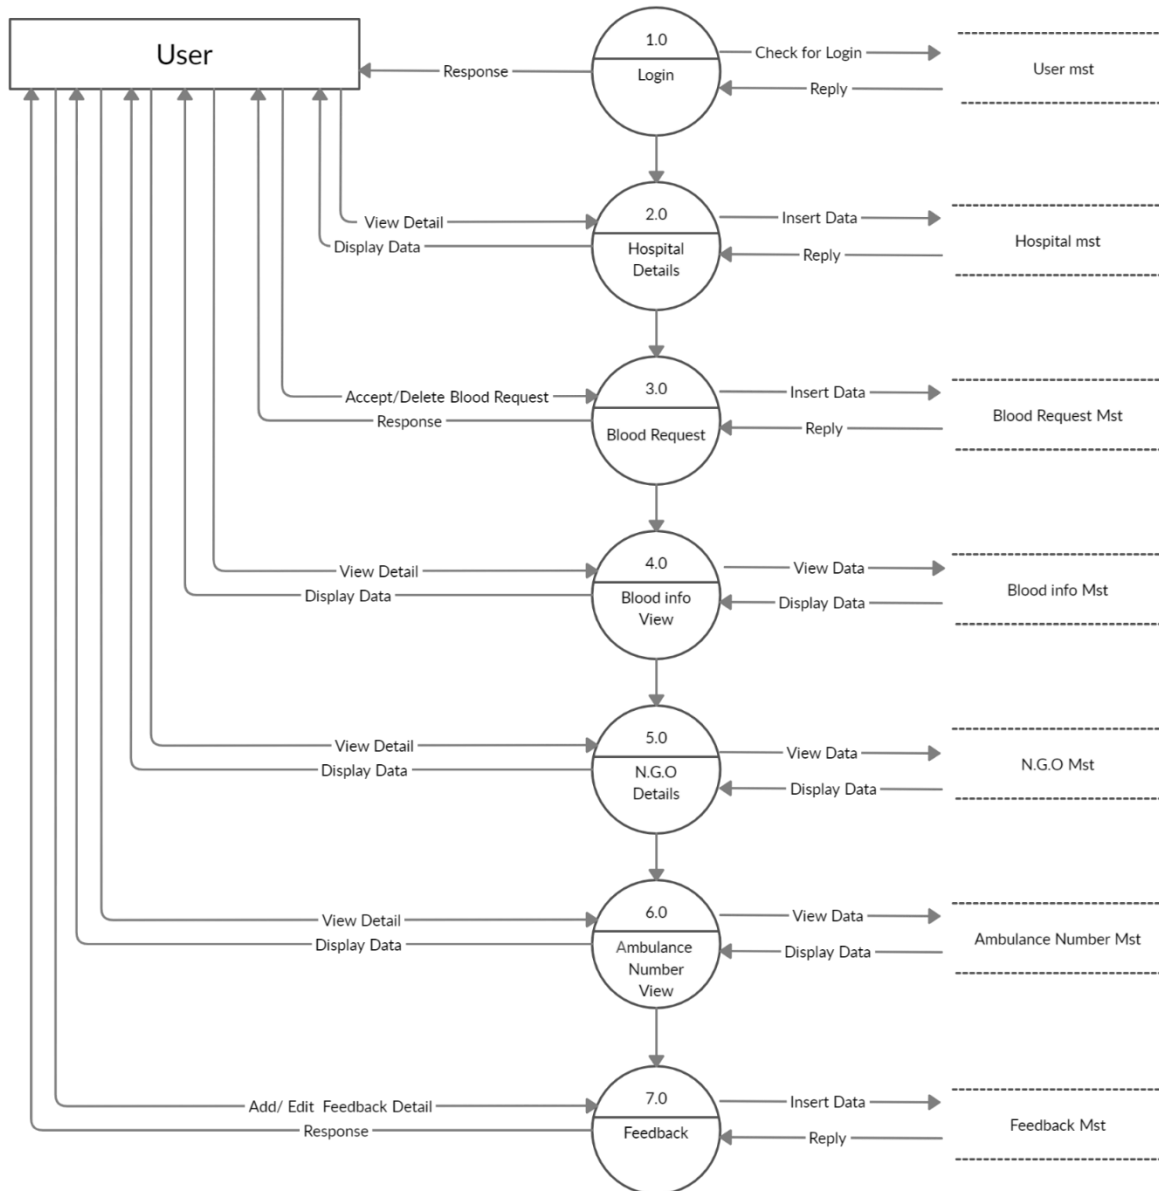 User
1.0
Login
Response
Check for Login
Reply
User mst
2.0
Hospital
Details
View Detail
Display Data
Insert Data
Reply
Hospital mst
3.0
Blood Request
Accept/Delete Blood Request
Response
Insert Data
Reply
Blood Request Mst
4.0
Blood info
View
View Detail
Display Data
View Data
Display Data
Blood info Mst
5.0
N.G.O
Details
View Detail
Display Data
View Data
Display Data
N.G.O Mst
6.0
Ambulance
Number
View
View Detail
Display Data
View Data
Display Data
Ambulance Number Mst
7.0
Feedback
Add/ Edit Feedback Detail
Response
Insert Data
Reply
Feedback Mst